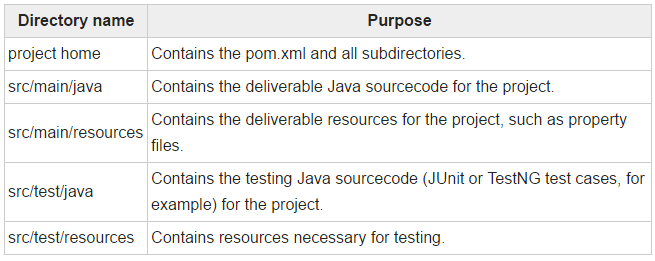 Directory name Purpose
project home Contains the pom.xml and all subdirectories.
src/main/java Contains the deliverable Java sourcecode for the project.
src/main/resources Contains the deliverable resources for the project, such as property
files.
src/test/java Contains the testing Java sourcecode (JUnit or TestNG test cases, for
example) for the project.
src/test/resources Contains resources necessary for testing.